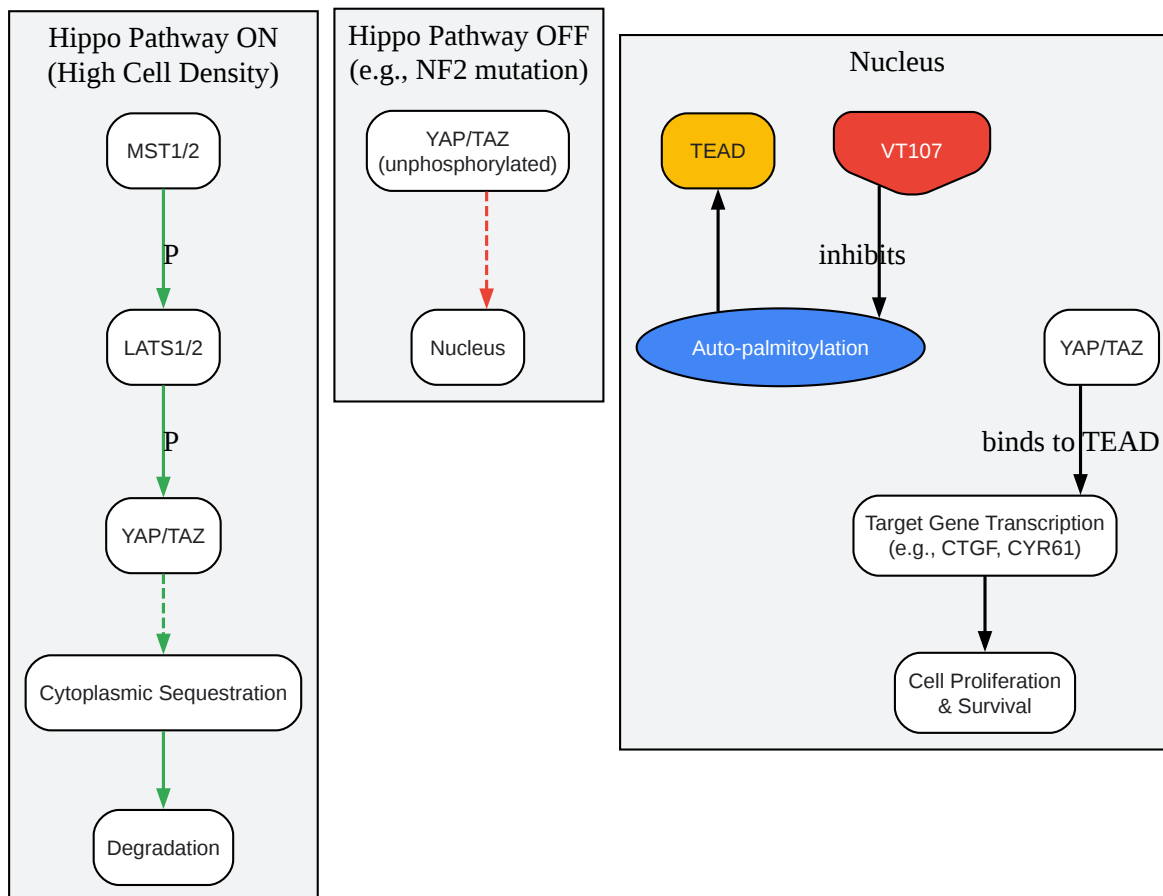 Hippo Pathway ON
(High Cell Density)
MST1/2
P
LATS1/2
P
YAP/TAZ
Cytoplasmic Sequestration
Degradation
Hippo Pathway OFF
(e.g., NF2 mutation)
YAP/TAZ
(unphosphorylated)
Nucleus
Nucleus
TEAD
VT107
inhibits
Auto-palmitoylation
YAP/TAZ
binds to TEAD
Target Gene Transcription
(e.g., CTGF, CYR61)
Cell Proliferation
& Survival